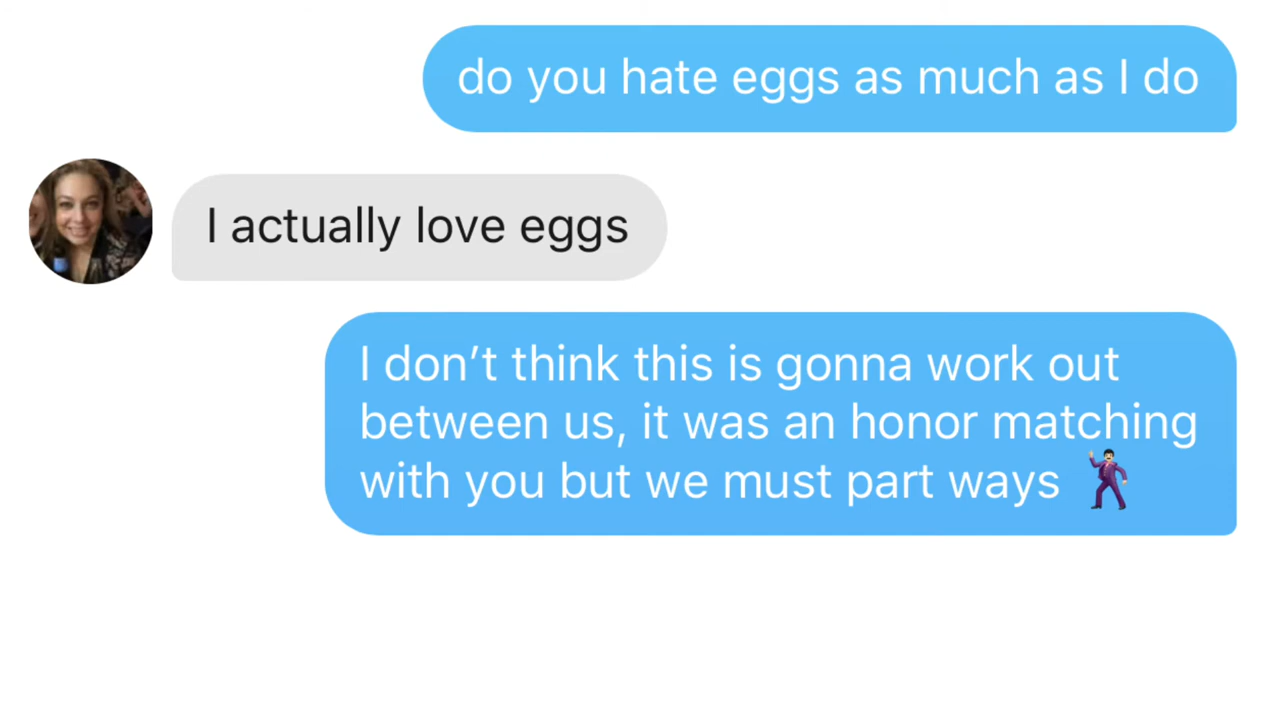 do you hate eggs as much as I do
I actually love eggs
I don’t think this is gonna work out
between us, it was an honor matching
with you but we must part ways 🕺🏻